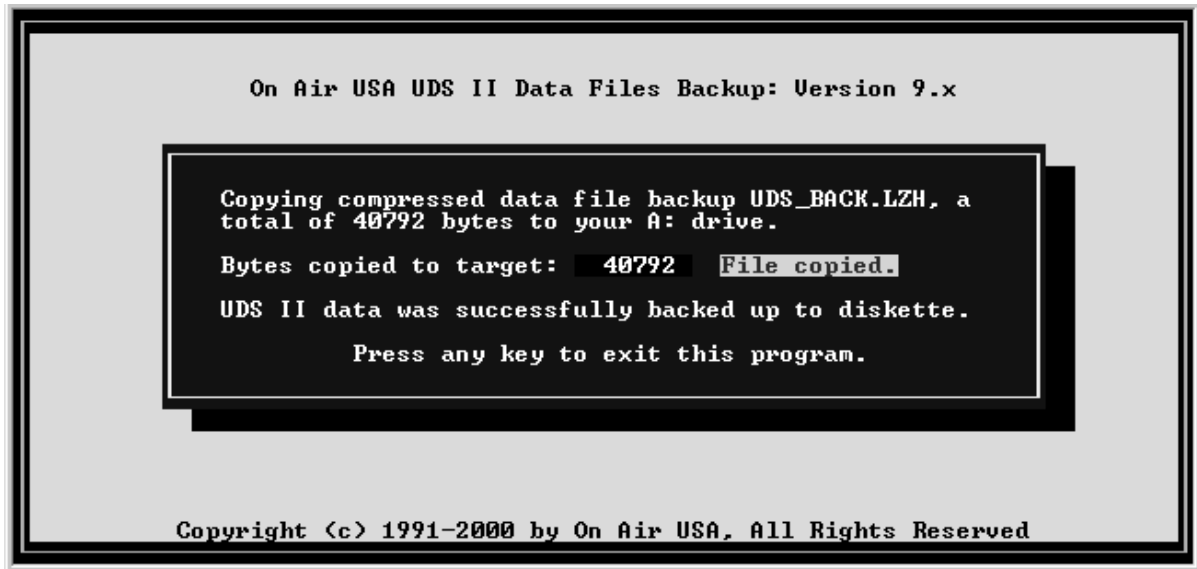 On Air USA UDS II Data Files Backup: Version 9.x
Copying compressed data file backup UDS_BACK.LZH, a
total of 40792 bytes to your A: drive.
Bytes copied to target: 40792 File copied.
UDS II data was successfully backed up to diskette.
Press any key to exit this program.
Copyright (c) 1991-2000 by On Air USA, All Rights Reserved